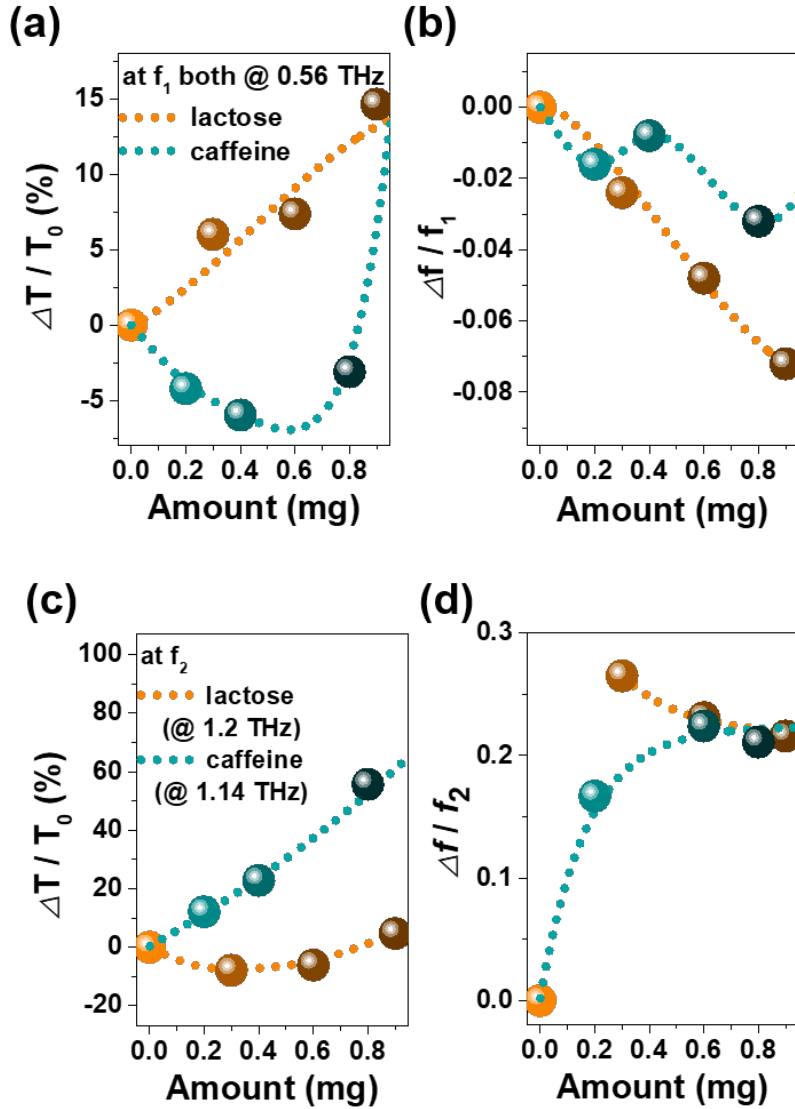 (a)
at f1 both @ 0.56 THz
lactose
caffeine
15
10
5
0
-5
ΔT / T0 (%)
0.0 0.2 0.4 0.6 0.8
Amount (mg)
(b)
0.00
-0.02
-0.04
-0.06
-0.08
Δf / f1
0.0 0.2 0.4 0.6 0.8
Amount (mg)
(c)
at f2
lactose
(@ 1.2 THz)
caffeine
(@ 1.14 THz)
100
80
60
40
20
0
-20
ΔT / T0 (%)
0.0 0.2 0.4 0.6 0.8
Amount (mg)
(d)
0.3
0.2
0.1
0.0
Δf / f2
0.0 0.2 0.4 0.6 0.8
Amount (mg)